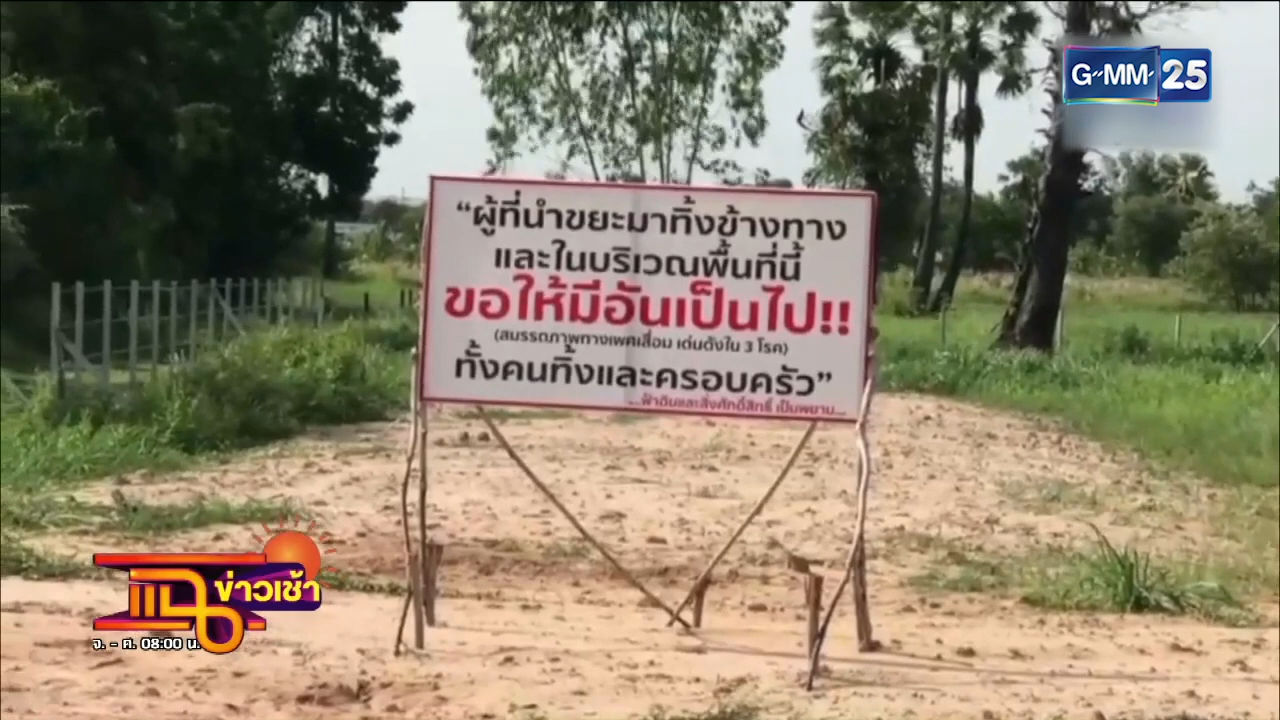 G-MM 25
“ผู้ที่นำขยะมาทิ้งข้างทาง
และในบริเวณพื้นที่นี้
ขอให้มีอันเป็นไป!!
(สมรรถภาพทางเพศเสื่อม เด่นดังใน 3 โรค)
ทั้งคนทิ้งและครอบครัว”
...ฟ้าดินและสิ่งศักดิ์สิทธิ์ เป็นพยาน...
แฉ
ข่าวเช้า
จ. - ศ. 08:00 น.